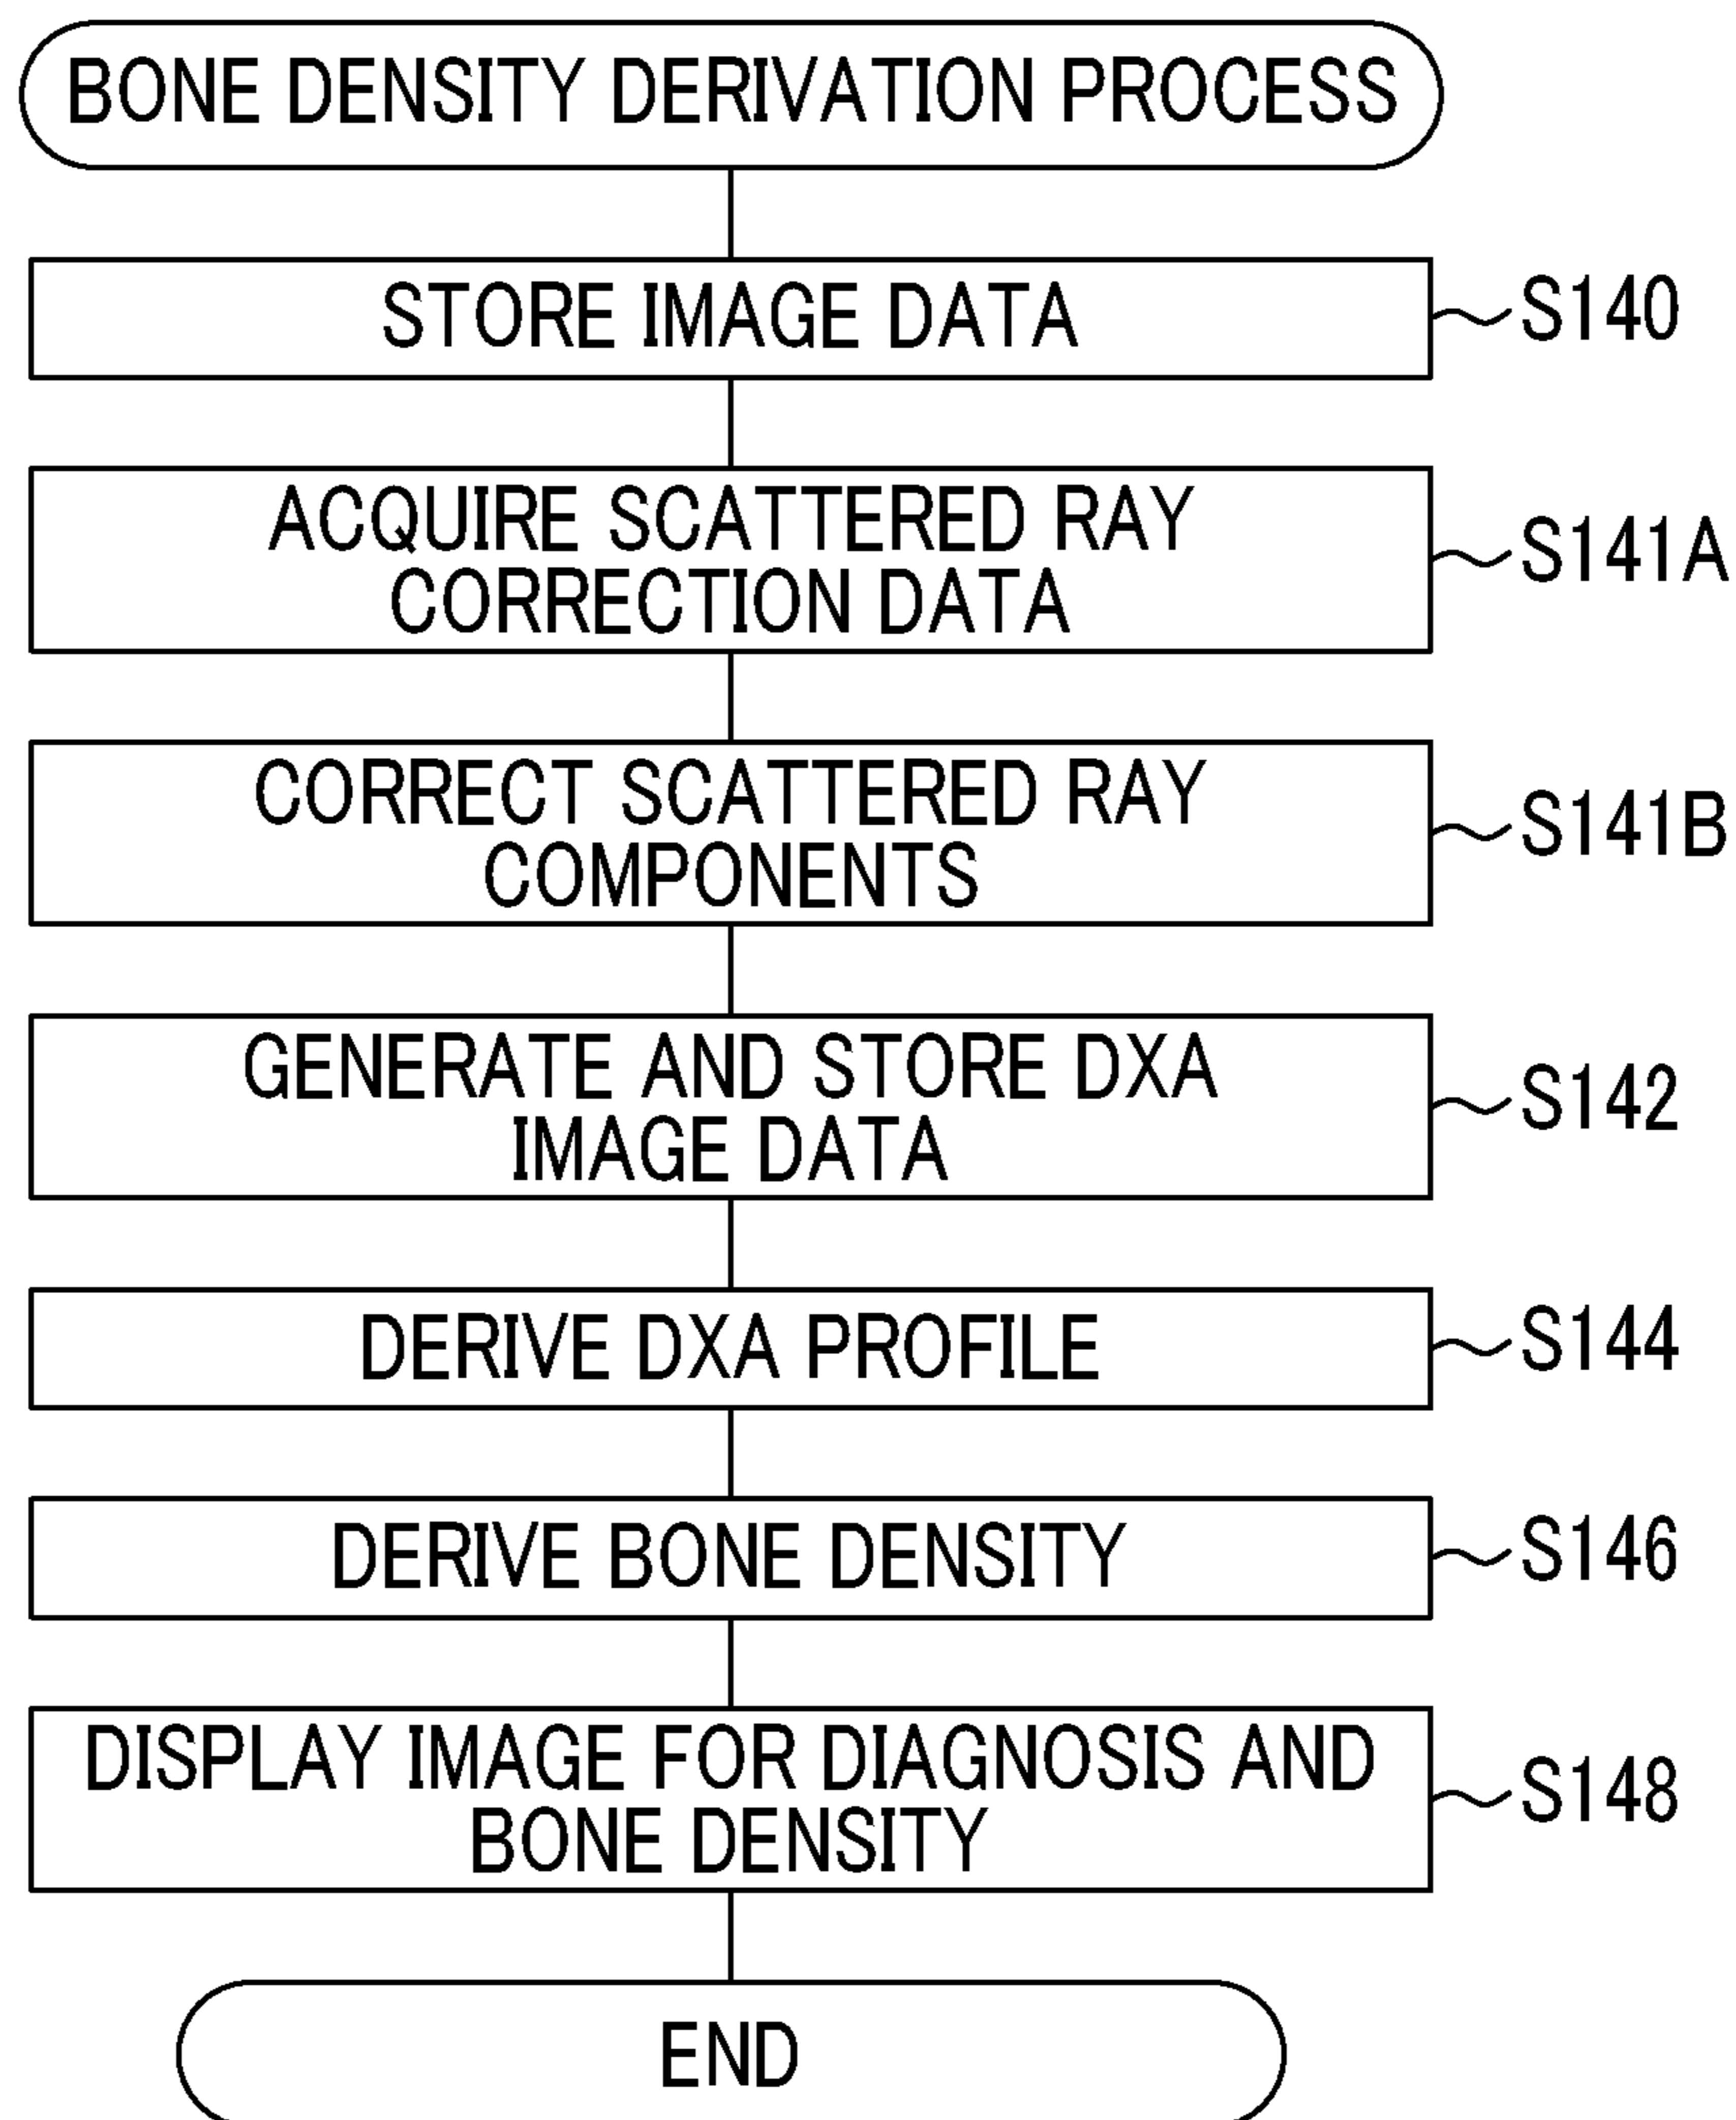 BONE DENSITY DERIVATION PROCESS
STORE IMAGE DATA
S140
ACQUIRE SCATTERED RAY
CORRECTION DATA
S141A
CORRECT SCATTERED RAY
COMPONENTS
S141B
GENERATE AND STORE DXA
IMAGE DATA
S142
DERIVE DXA PROFILE
S144
DERIVE BONE DENSITY
S146
DISPLAY IMAGE FOR DIAGNOSIS AND
BONE DENSITY
S148
END